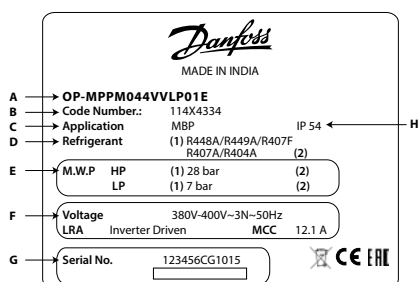 Danfoss
MADE IN INDIA
A OP-MPPM044VVLP01E
B Code Number.: 114X4334
C Application MBP IP 54 H
D Refrigerant (1) R448A/R449A/R407F
R407A/R404A (2)
E M.W.P HP (1) 28 bar (2)
LP (1) 7 bar (2)
F Voltage 380V-400V~3N~50Hz
LRA Inverter Driven MCC 12.1 A
G Serial No. 123456CG1015
CE EAC